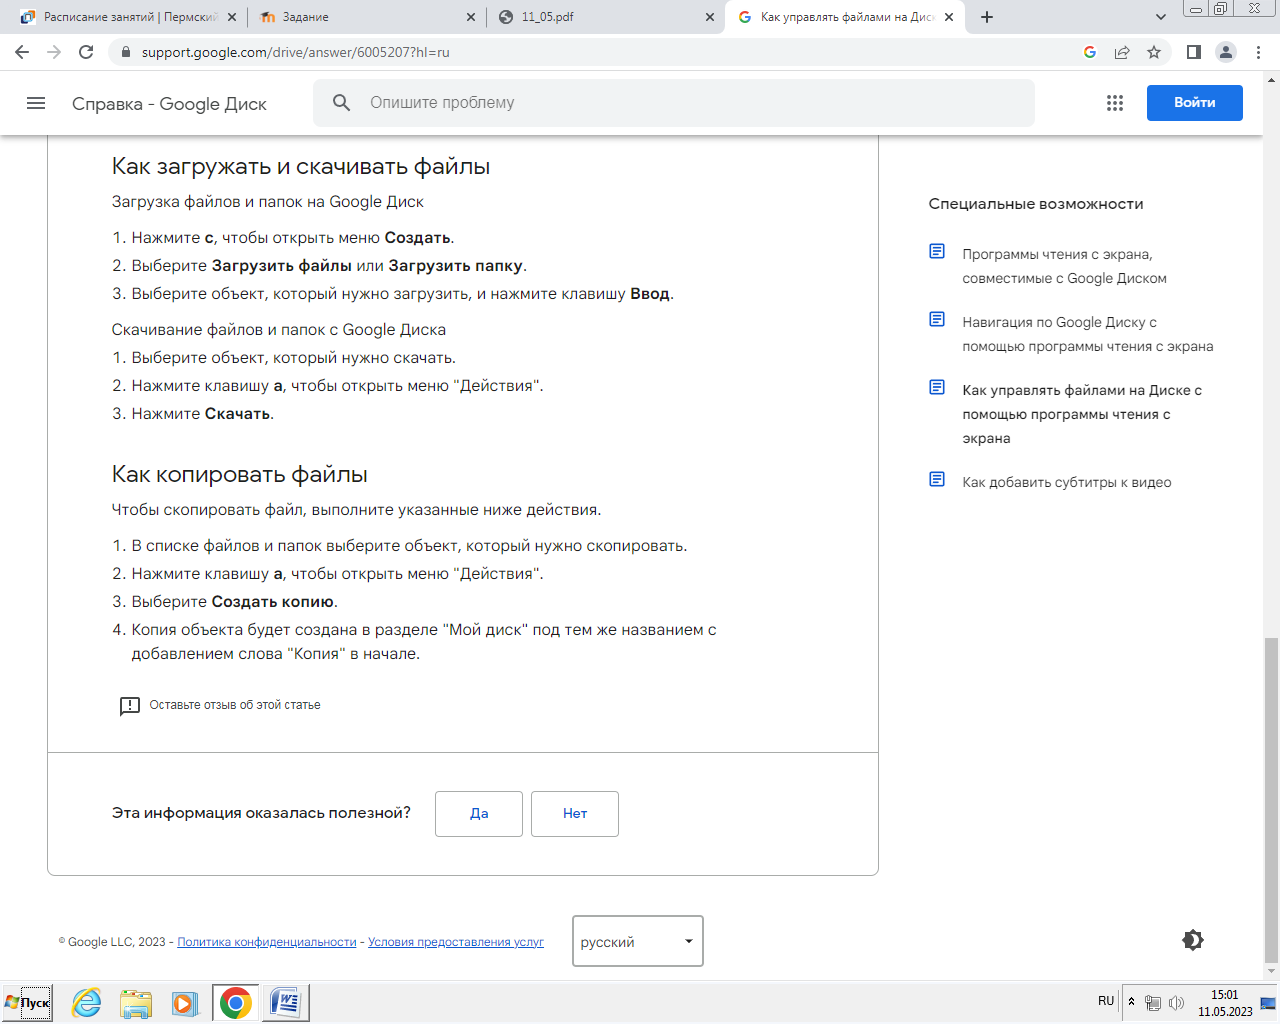 Расписание занятий | Пермский
Задание
11_05.pdf
Как управлять файлами на Дис
support.google.com/drive/answer/6005207?hl=ru
Справка - Google Диск
Опишите проблему
Войти
Как загружать и скачивать файлы
Загрузка файлов и папок на Google Диск
1. Нажмите c, чтобы открыть меню Создать.
2. Выберите Загрузить файлы или Загрузить папку.
3. Выберите объект, который нужно загрузить, и нажмите клавишу Ввод.
Скачивание файлов и папок с Google Диска
1. Выберите объект, который нужно скачать.
2. Нажмите клавишу a, чтобы открыть меню "Действия".
3. Нажмите Скачать.
Как копировать файлы
Чтобы скопировать файл, выполните указанные ниже действия.
1. В списке файлов и папок выберите объект, который нужно скопировать.
2. Нажмите клавишу a, чтобы открыть меню "Действия".
3. Выберите Создать копию.
4. Копия объекта будет создана в разделе "Мой диск" под тем же названием с
добавлением слова "Копия" в начале.
Оставьте отзыв об этой статье
Эта информация оказалась полезной?
Да
Нет
Специальные возможности
Программы чтения с экрана,
совместимые с Google Диском
Навигация по Google Диску с
помощью программы чтения с экрана
Как управлять файлами на Диске с
помощью программы чтения с
экрана
Как добавить субтитры к видео
© Google LLC, 2023 - Политика конфиденциальности - Условия предоставления услуг
русский
Пуск
RU
15:01
11.05.2023